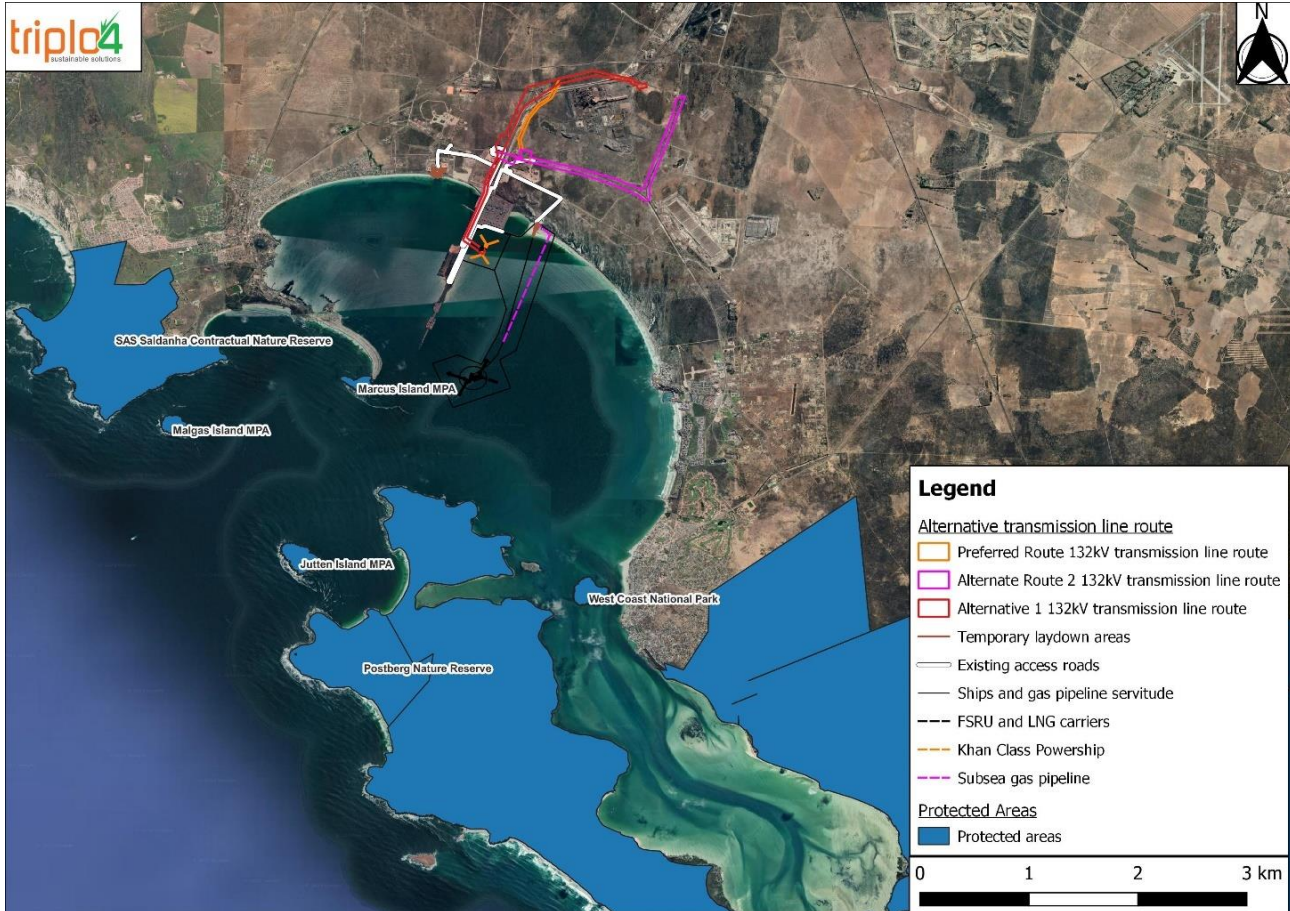 triplo4
sustainable solutions
N
SAS Saldanha Contractual Nature Reserve
Marcus Island MPA
Malgas Island MPA
Jutten Island MPA
West Coast National Park
Postberg Nature Reserve
Legend
Alternative transmission line route
Preferred Route 132kV transmission line route
Alternate Route 2 132kV transmission line route
Alternative 1 132kV transmission line route
Temporary laydown areas
Existing access roads
Ships and gas pipeline servitude
FSRU and LNG carriers
Khan Class Powership
Subsea gas pipeline
Protected Areas
Protected areas
0 1 2 3 km